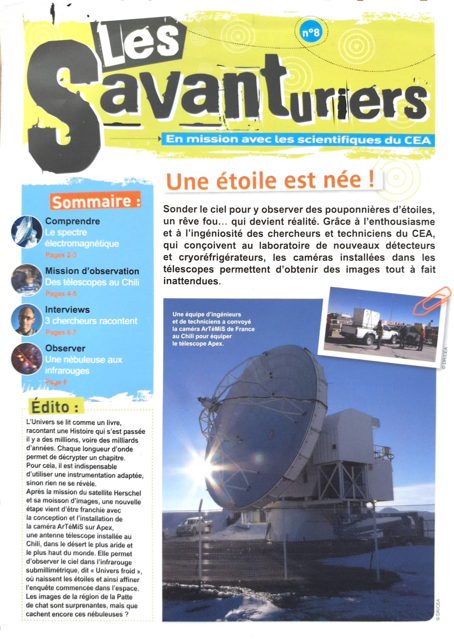 Les
n°8
Savanturiers
En mission avec les scientifiques du CEA
Une étoile est née !
Sonder le ciel pour y observer des pouponnières d'étoiles,
un rêve fou… qui devient réalité. Grâce à l'enthousiasme
et à l'ingéniosité des chercheurs et techniciens du CEA,
qui conçoivent au laboratoire de nouveaux détecteurs
et cryoréfrigérateurs, les caméras installées dans les
télescopes permettent d'obtenir des images tout à fait
inattendues.
Sommaire :
Comprendre
Le spectre
électromagnétique
Pages 2-3
Mission d'observation
Des télescopes au Chili
Pages 4-5
Interviews
3 chercheurs racontent
Pages 6-7
Observer
Une nébuleuse aux
infrarouges
Page 8
Une équipe d'ingénieurs
et de techniciens a convoyé
la caméra ArTéMiS de France
au Chili pour équiper
le télescope Apex.
© DR/CEA
Édito :
L'Univers se lit comme un livre,
racontant une Histoire qui s'est passée
il y a des millions, voire des milliards
d'années. Chaque longueur d'onde
permet de décrypter un chapitre.
Pour cela, il est indispensable
d'utiliser une instrumentation adaptée,
sinon rien ne se révèle.
Après la mission du satellite Herschel
et sa moisson d'images, une nouvelle
étape vient d'être franchie avec
la conception et l'installation de
la caméra ArTéMiS sur Apex,
une antenne télescope installée au
Chili, dans le désert le plus aride et
le plus haut du monde. Elle permet
d'observer le ciel dans l'infrarouge
submillimétrique, dit « Univers froid »,
où naissent les étoiles et ainsi affiner
l'enquête commencée dans l'espace.
Les images de la région de la Patte
de chat sont surprenantes, mais que
cachent encore ces nébuleuses ?
© DR/CEA